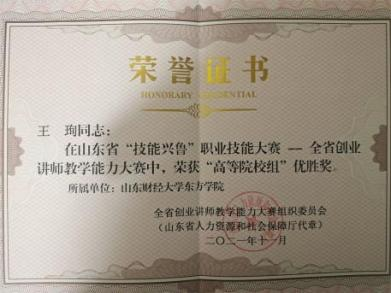 荣誉证书
HONORARY CREDENTIAL
王 珣同志：
在山东省“技能兴鲁”职业技能大赛 -- 全省创业
讲师教学能力大赛中，荣获“高等院校组”优胜奖。
所属单位：山东财经大学东方学院
全省创业讲师教学能力大赛组织委员会
（山东省人力资源和社会保障厅代章）
二〇二一年十一月